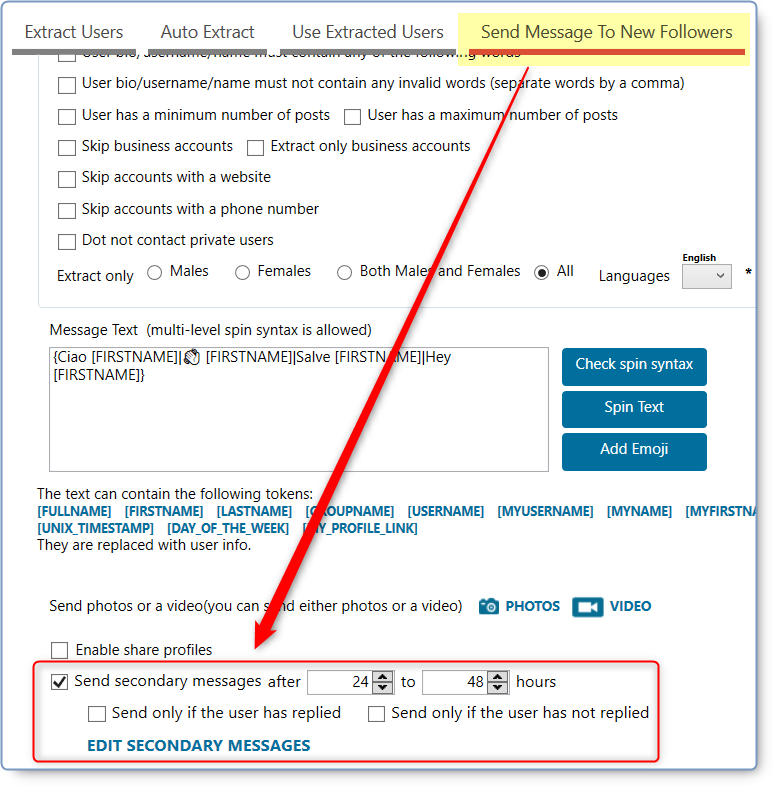 Extract Users Auto Extract Use Extracted Users Send Message To New Followers
User bio/username/name must contain any of the following words
User bio/username/name must not contain any invalid words (separate words by a comma)
User has a minimum number of posts User has a maximum number of posts
Skip business accounts Extract only business accounts
Skip accounts with a website
Skip accounts with a phone number
Dot not contact private users
English
Extract only Males Females Both Males and Females All Languages *
Message Text (multi-level spin syntax is allowed)
{Ciao [FIRSTNAME]|👏 [FIRSTNAME]|Salve [FIRSTNAME]|Hey
[FIRSTNAME]}
Check spin syntax
Spin Text
Add Emoji
The text can contain the following tokens:
[FULLNAME] [FIRSTNAME] [LASTNAME] [GROUPNAME] [USERNAME] [MYUSERNAME] [MYNAME] [MYFIRSTNA
[UNIX_TIMESTAMP] [DAY_OF_THE_WEEK] [MY_PROFILE_LINK]
They are replaced with user info.
Send photos or a video(you can send either photos or a video) PHOTOS VIDEO
Enable share profiles
Send secondary messages after 24 to 48 hours
Send only if the user has replied Send only if the user has not replied
EDIT SECONDARY MESSAGES